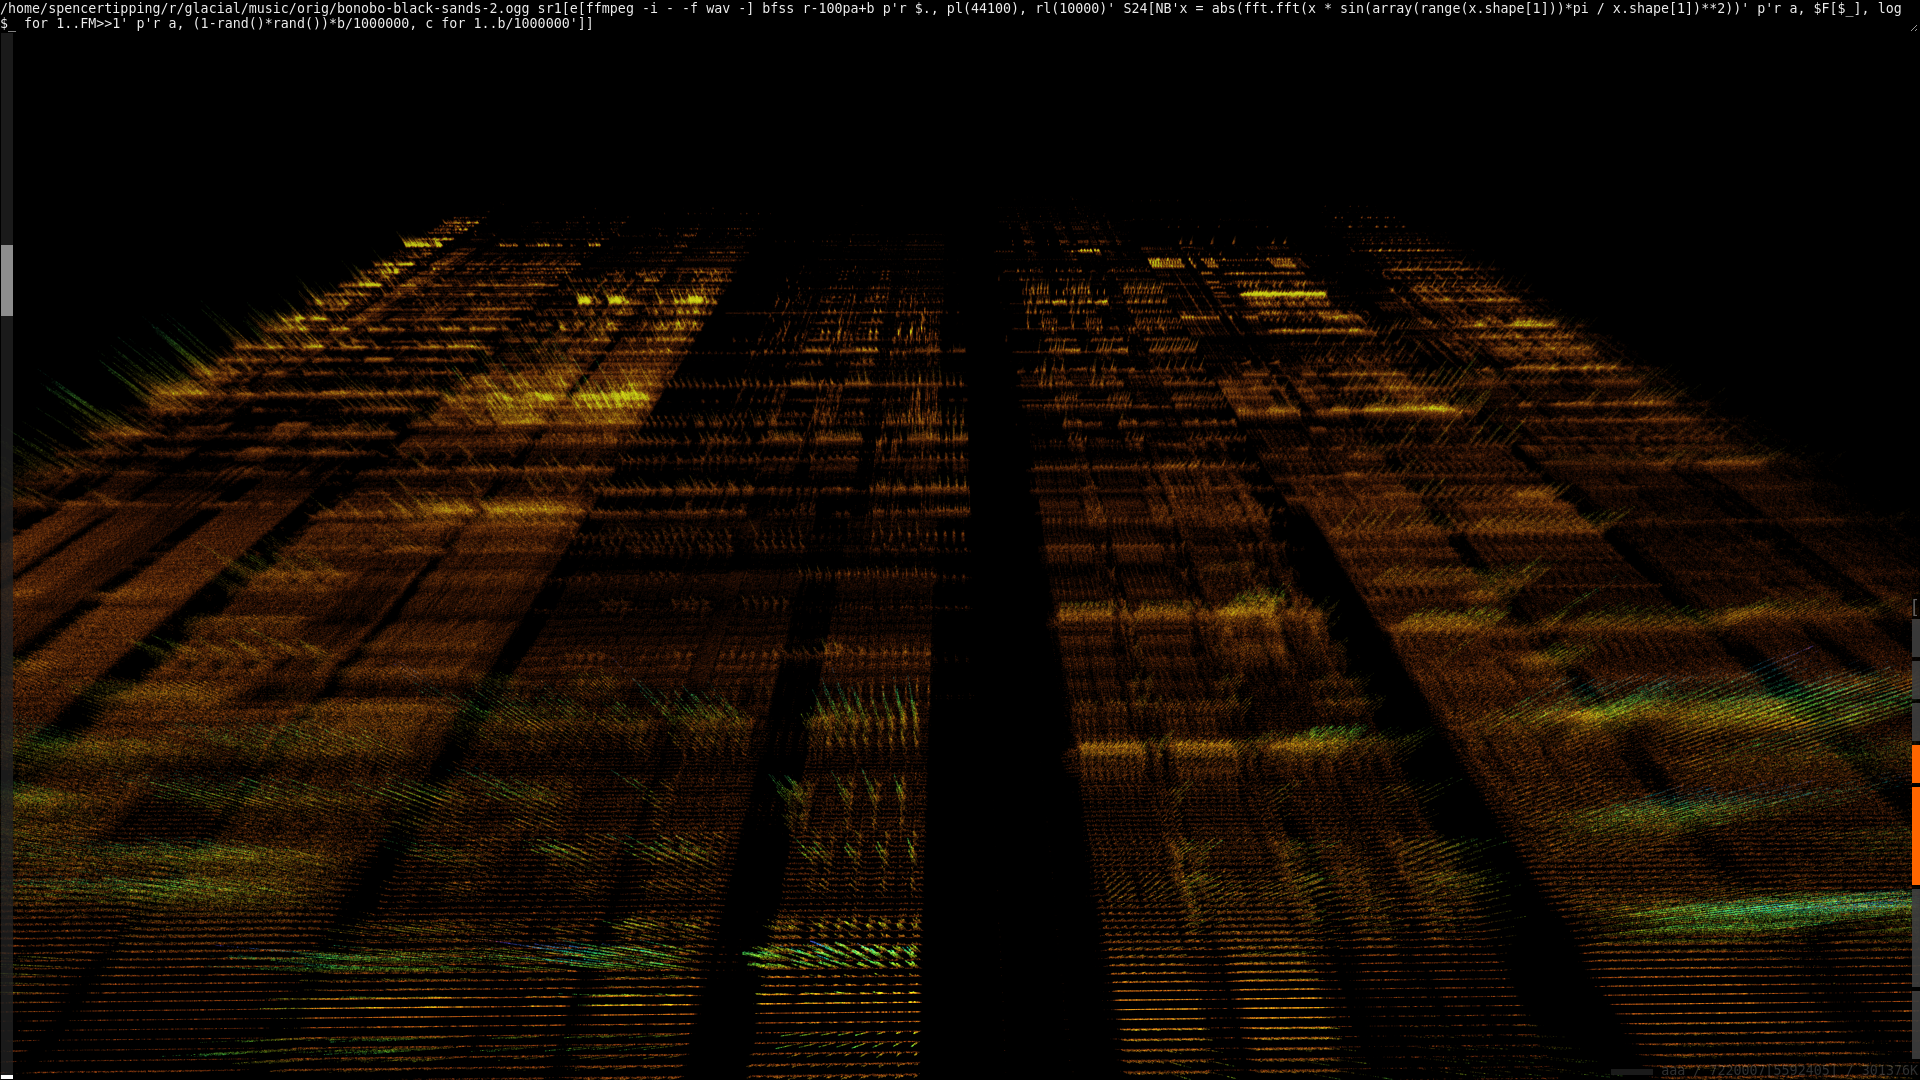 /home/spencertipping/r/glacial/music/orig/bonobo-black-sands-2.ogg sr1[e[ffmpeg -i - -f wav -] bfss r-100pa+b p'r $., pl(44100), rl(10000)' S24[NB'x = abs(fft.fft(x * sin(array(range(x.shape[1]))*pi / x.shape[1])**2))' p'r a, $F[$_], log
$_ for 1..FM>>1' p'r a, (1-rand()*rand())*b/1000000, c for 1..b/1000000']]
[
aaa / 722000/[5592405] / 301376K